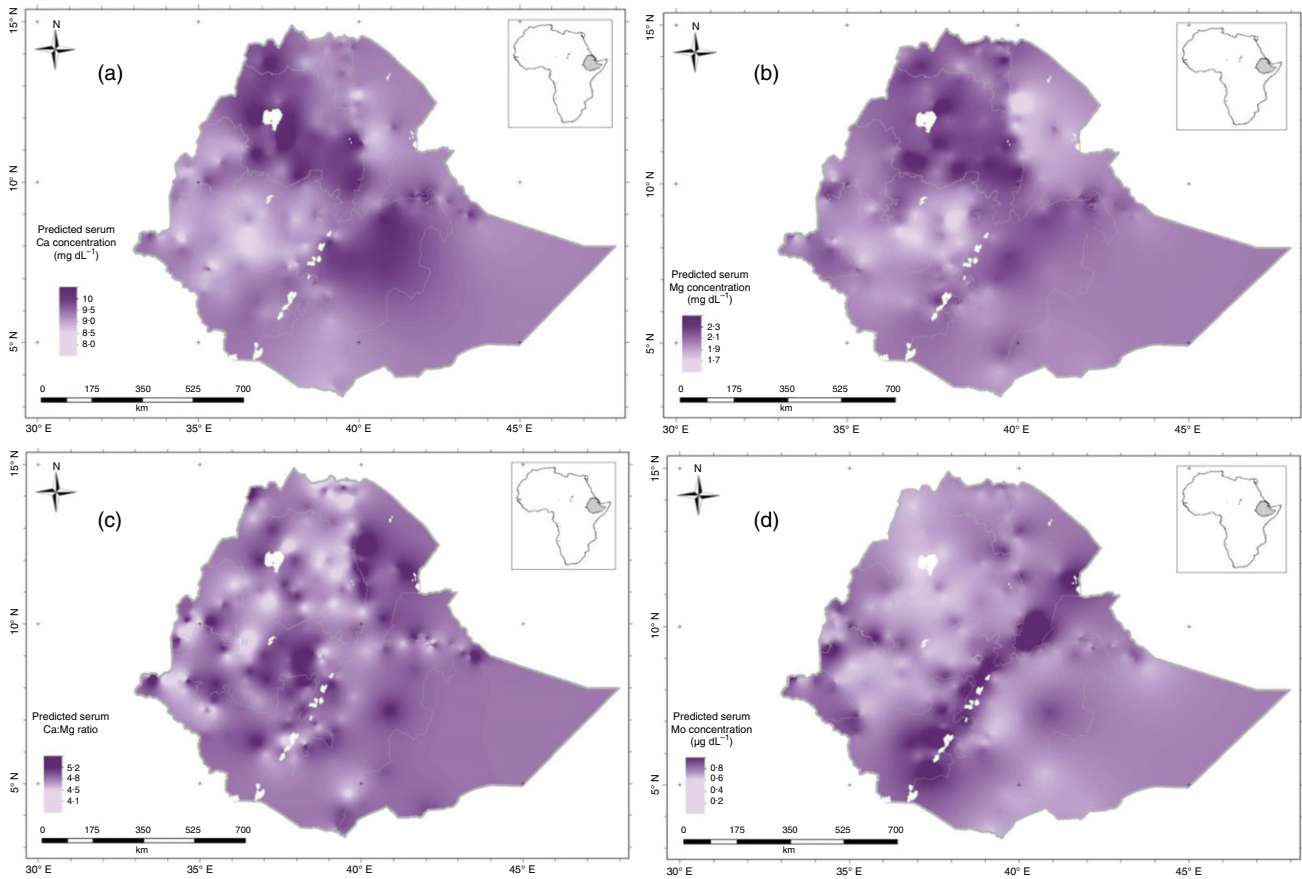 N
(a)
15° N
10° N
5° N
Predicted serum
Ca concentration
(mg dL⁻¹)
10
9·5
9·0
8·5
8·0
0 175 350 525 700
km
30° E 35° E 40° E 45° E
N
(b)
15° N
10° N
5° N
Predicted serum
Mg concentration
(mg dL⁻¹)
2·3
2·1
1·9
1·7
0 175 350 525 700
km
30° E 35° E 40° E 45° E
N
(c)
15° N
10° N
5° N
Predicted serum
Ca:Mg ratio
5·2
4·8
4·5
4·1
0 175 350 525 700
km
30° E 35° E 40° E 45° E
N
(d)
15° N
10° N
5° N
Predicted serum
Mo concentration
(µg dL⁻¹)
0·8
0·6
0·4
0·2
0 175 350 525 700
km
30° E 35° E 40° E 45° E